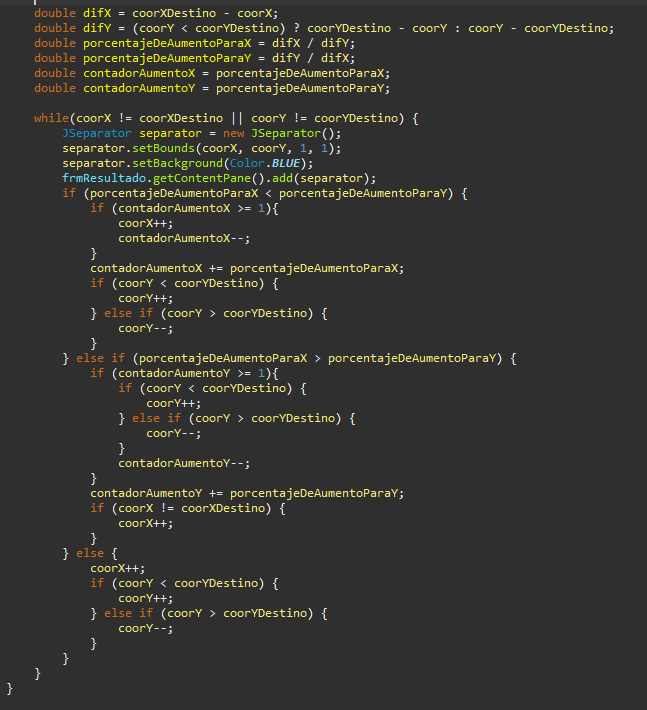 double difX = coorXDestino - coorX;
double difY = (coorY < coorYDestino) ? coorYDestino - coorY : coorY - coorYDestino;
double porcentajeDeAumentoParaX = difX / difY;
double porcentajeDeAumentoParaY = difY / difX;
double contadorAumentoX = porcentajeDeAumentoParaX;
double contadorAumentoY = porcentajeDeAumentoParaY;

while(coorX != coorXDestino || coorY != coorYDestino) {
    JSeparator separator = new JSeparator();
    separator.setBounds(coorX, coorY, 1, 1);
    separator.setBackground(Color.BLUE);
    frmResultado.getContentPane().add(separator);
    if (porcentajeDeAumentoParaX < porcentajeDeAumentoParaY) {
        if (contadorAumentoX >= 1){
            coorX++;
            contadorAumentoX--;
        }
        contadorAumentoX += porcentajeDeAumentoParaX;
        if (coorY < coorYDestino) {
            coorY++;
        } else if (coorY > coorYDestino) {
            coorY--;
        }
    } else if (porcentajeDeAumentoParaX > porcentajeDeAumentoParaY) {
        if (contadorAumentoY >= 1){
            if (coorY < coorYDestino) {
                coorY++;
            } else if (coorY > coorYDestino) {
                coorY--;
            }
            contadorAumentoY--;
        }
        contadorAumentoY += porcentajeDeAumentoParaY;
        if (coorX != coorXDestino) {
            coorX++;
        }
    } else {
        coorX++;
        if (coorY < coorYDestino) {
            coorY++;
        } else if (coorY > coorYDestino) {
            coorY--;
        }
    }
}
}